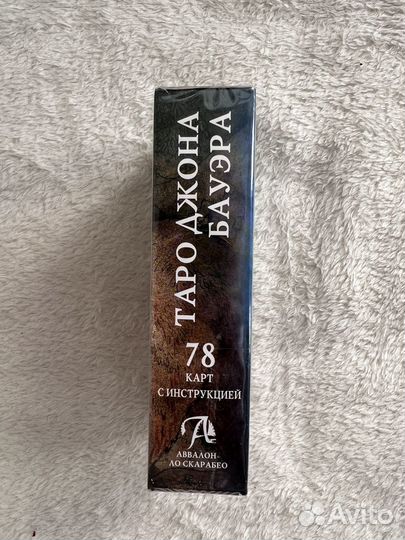 ТАРО ДЖОНА
БАУЭРА
78
КАРТ
С ИНСТРУКЦИЕЙ
АВВАЛОН-
ЛО СКАРАБЕО
Avito